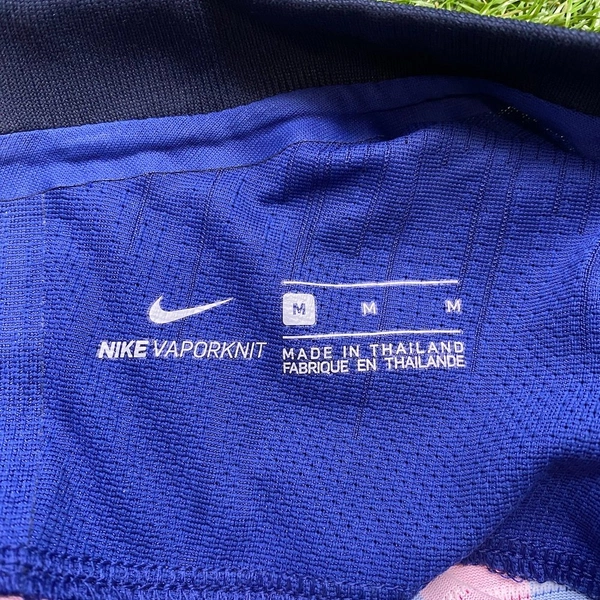 M M M
NIKE VAPORKNIT
MADE IN THAILAND
FABRIQUE EN THAILANDE